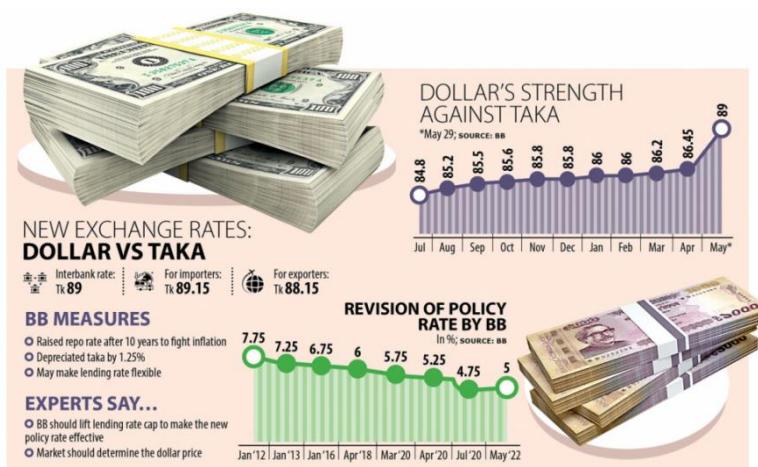 DOLLAR'S STRENGTH
AGAINST TAKA
*May 29; SOURCE: BB
84.8 85.2 85.5 85.6 85.8 85.8 86 86 86.2 86.45 89
Jul Aug Sep Oct Nov Dec Jan Feb Mar Apr May*
NEW EXCHANGE RATES:
DOLLAR VS TAKA
Interbank rate:
Tk 89
For importers:
Tk 89.15
For exporters:
Tk 88.15
BB MEASURES
Raised repo rate after 10 years to fight inflation
Depreciated taka by 1.25%
May make lending rate flexible
EXPERTS SAY...
BB should lift lending rate cap to make the new
policy rate effective
Market should determine the dollar price
REVISION OF POLICY
RATE BY BB
In %; SOURCE: BB
7.75 7.25 6.75 6 5.75 5.25 4.75 5
Jan '12 Jan '13 Jan '16 Apr '18 Mar '20 Apr '20 Jul '20 May '22
100